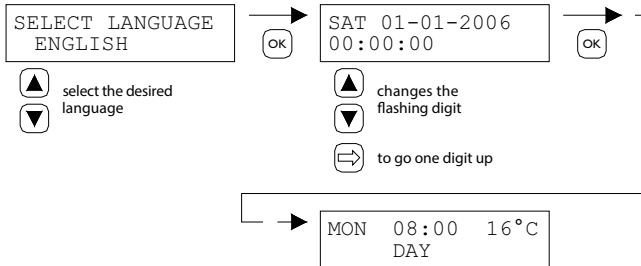 SELECT LANGUAGE
ENGLISH
OK
SAT 01-01-2006
00:00:00
OK
select the desired
language
changes the
flashing digit
to go one digit up
MON 08:00 16°C
DAY